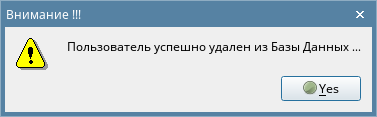 Внимание !!!
Пользователь успешно удален из Базы Данных ...
Yes